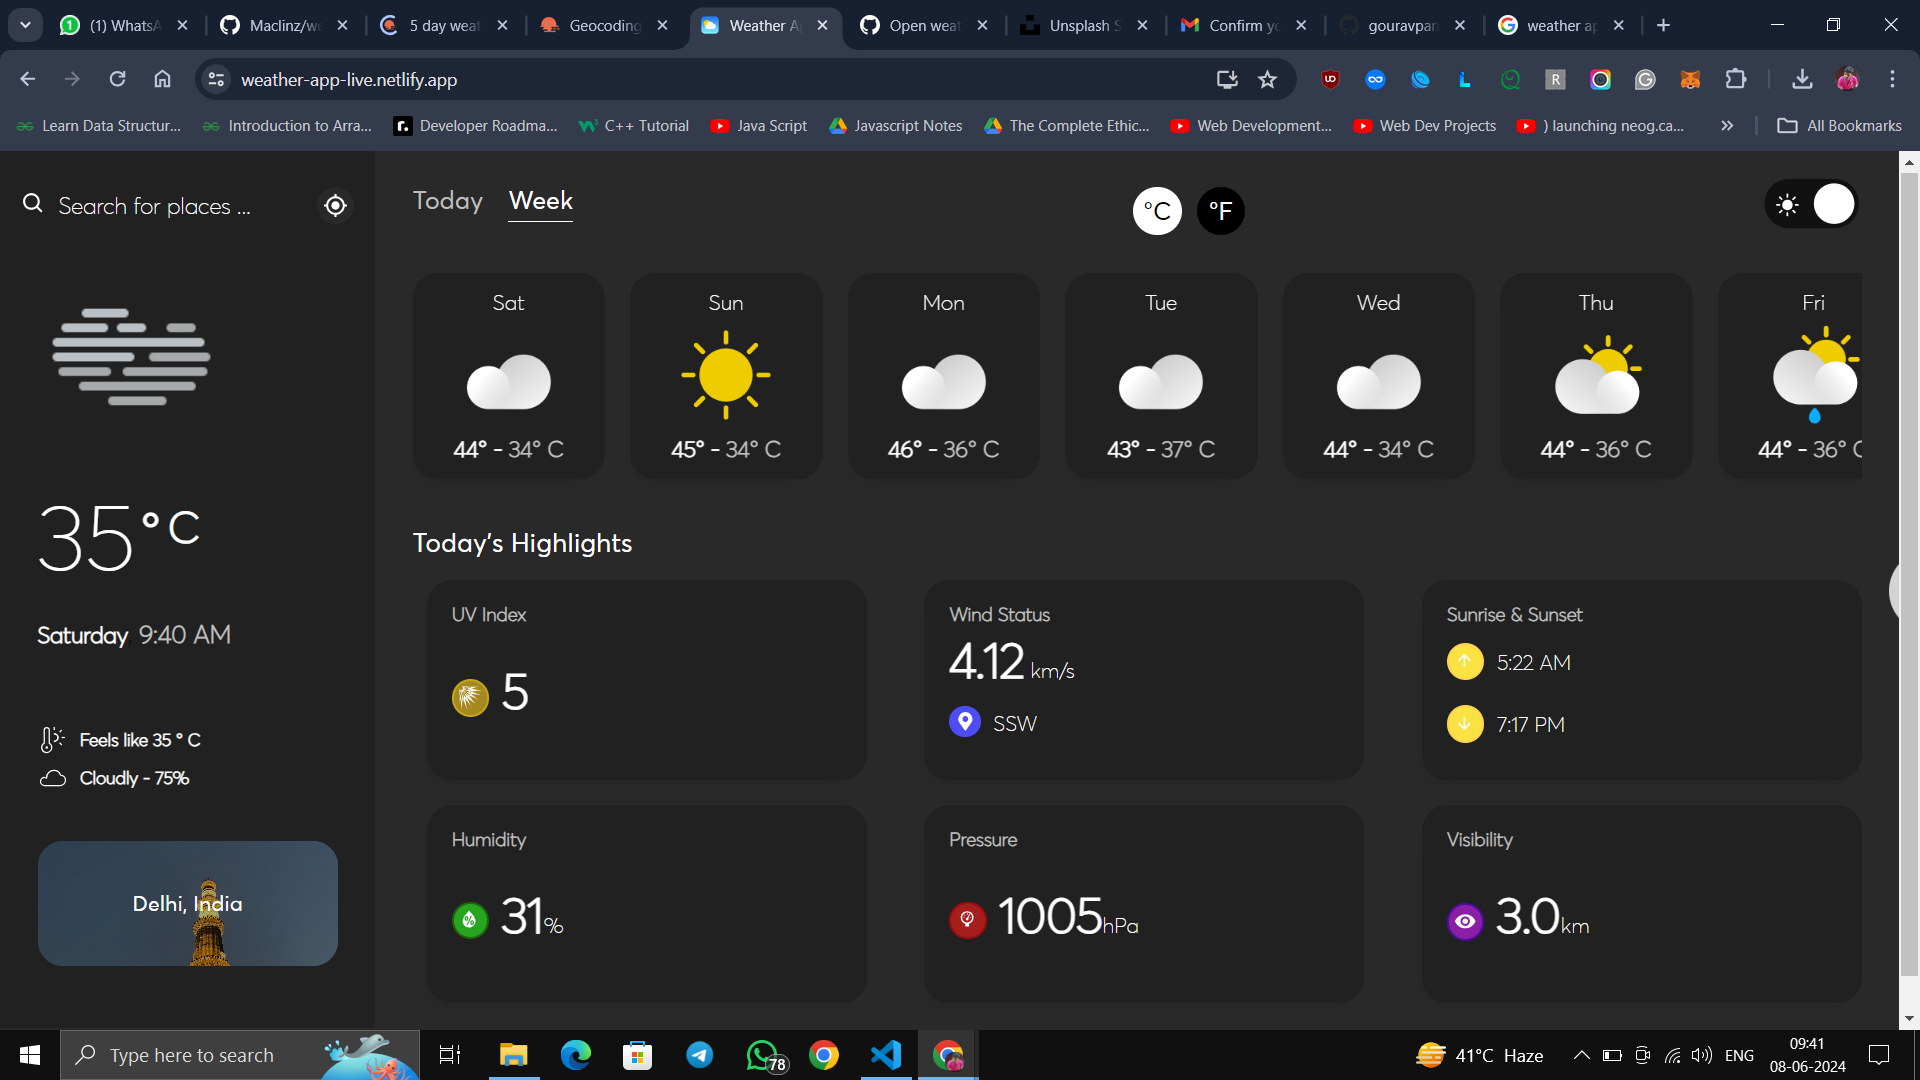 (1) WhatsA
Maclinz/we
5 day weat
Geocoding
Weather A
Open weat
Unsplash S
Confirm yo
gouravpan
weather ap
weather-app-live.netlify.app
Learn Data Structur...
Introduction to Arra...
Developer Roadma...
C++ Tutorial
Java Script
Javascript Notes
The Complete Ethic...
Web Development...
Web Dev Projects
) launching neog.ca...
All Bookmarks
Search for places ...
Today
Week
°C
°F
Sat
Sun
Mon
Tue
Wed
Thu
Fri
44° - 34° C
45° - 34° C
46° - 36° C
43° - 37° C
44° - 34° C
44° - 36° C
44° - 36° C
35°C
Saturday, 9:40 AM
Feels like 35 ° C
Cloudly - 75%
Delhi, India
Today's Highlights
UV Index
5
Wind Status
4.12 km/s
SSW
Sunrise & Sunset
5:22 AM
7:17 PM
Humidity
31%
Pressure
1005hPa
Visibility
3.0km
Type here to search
78
41°C Haze
ENG
09:41
08-06-2024